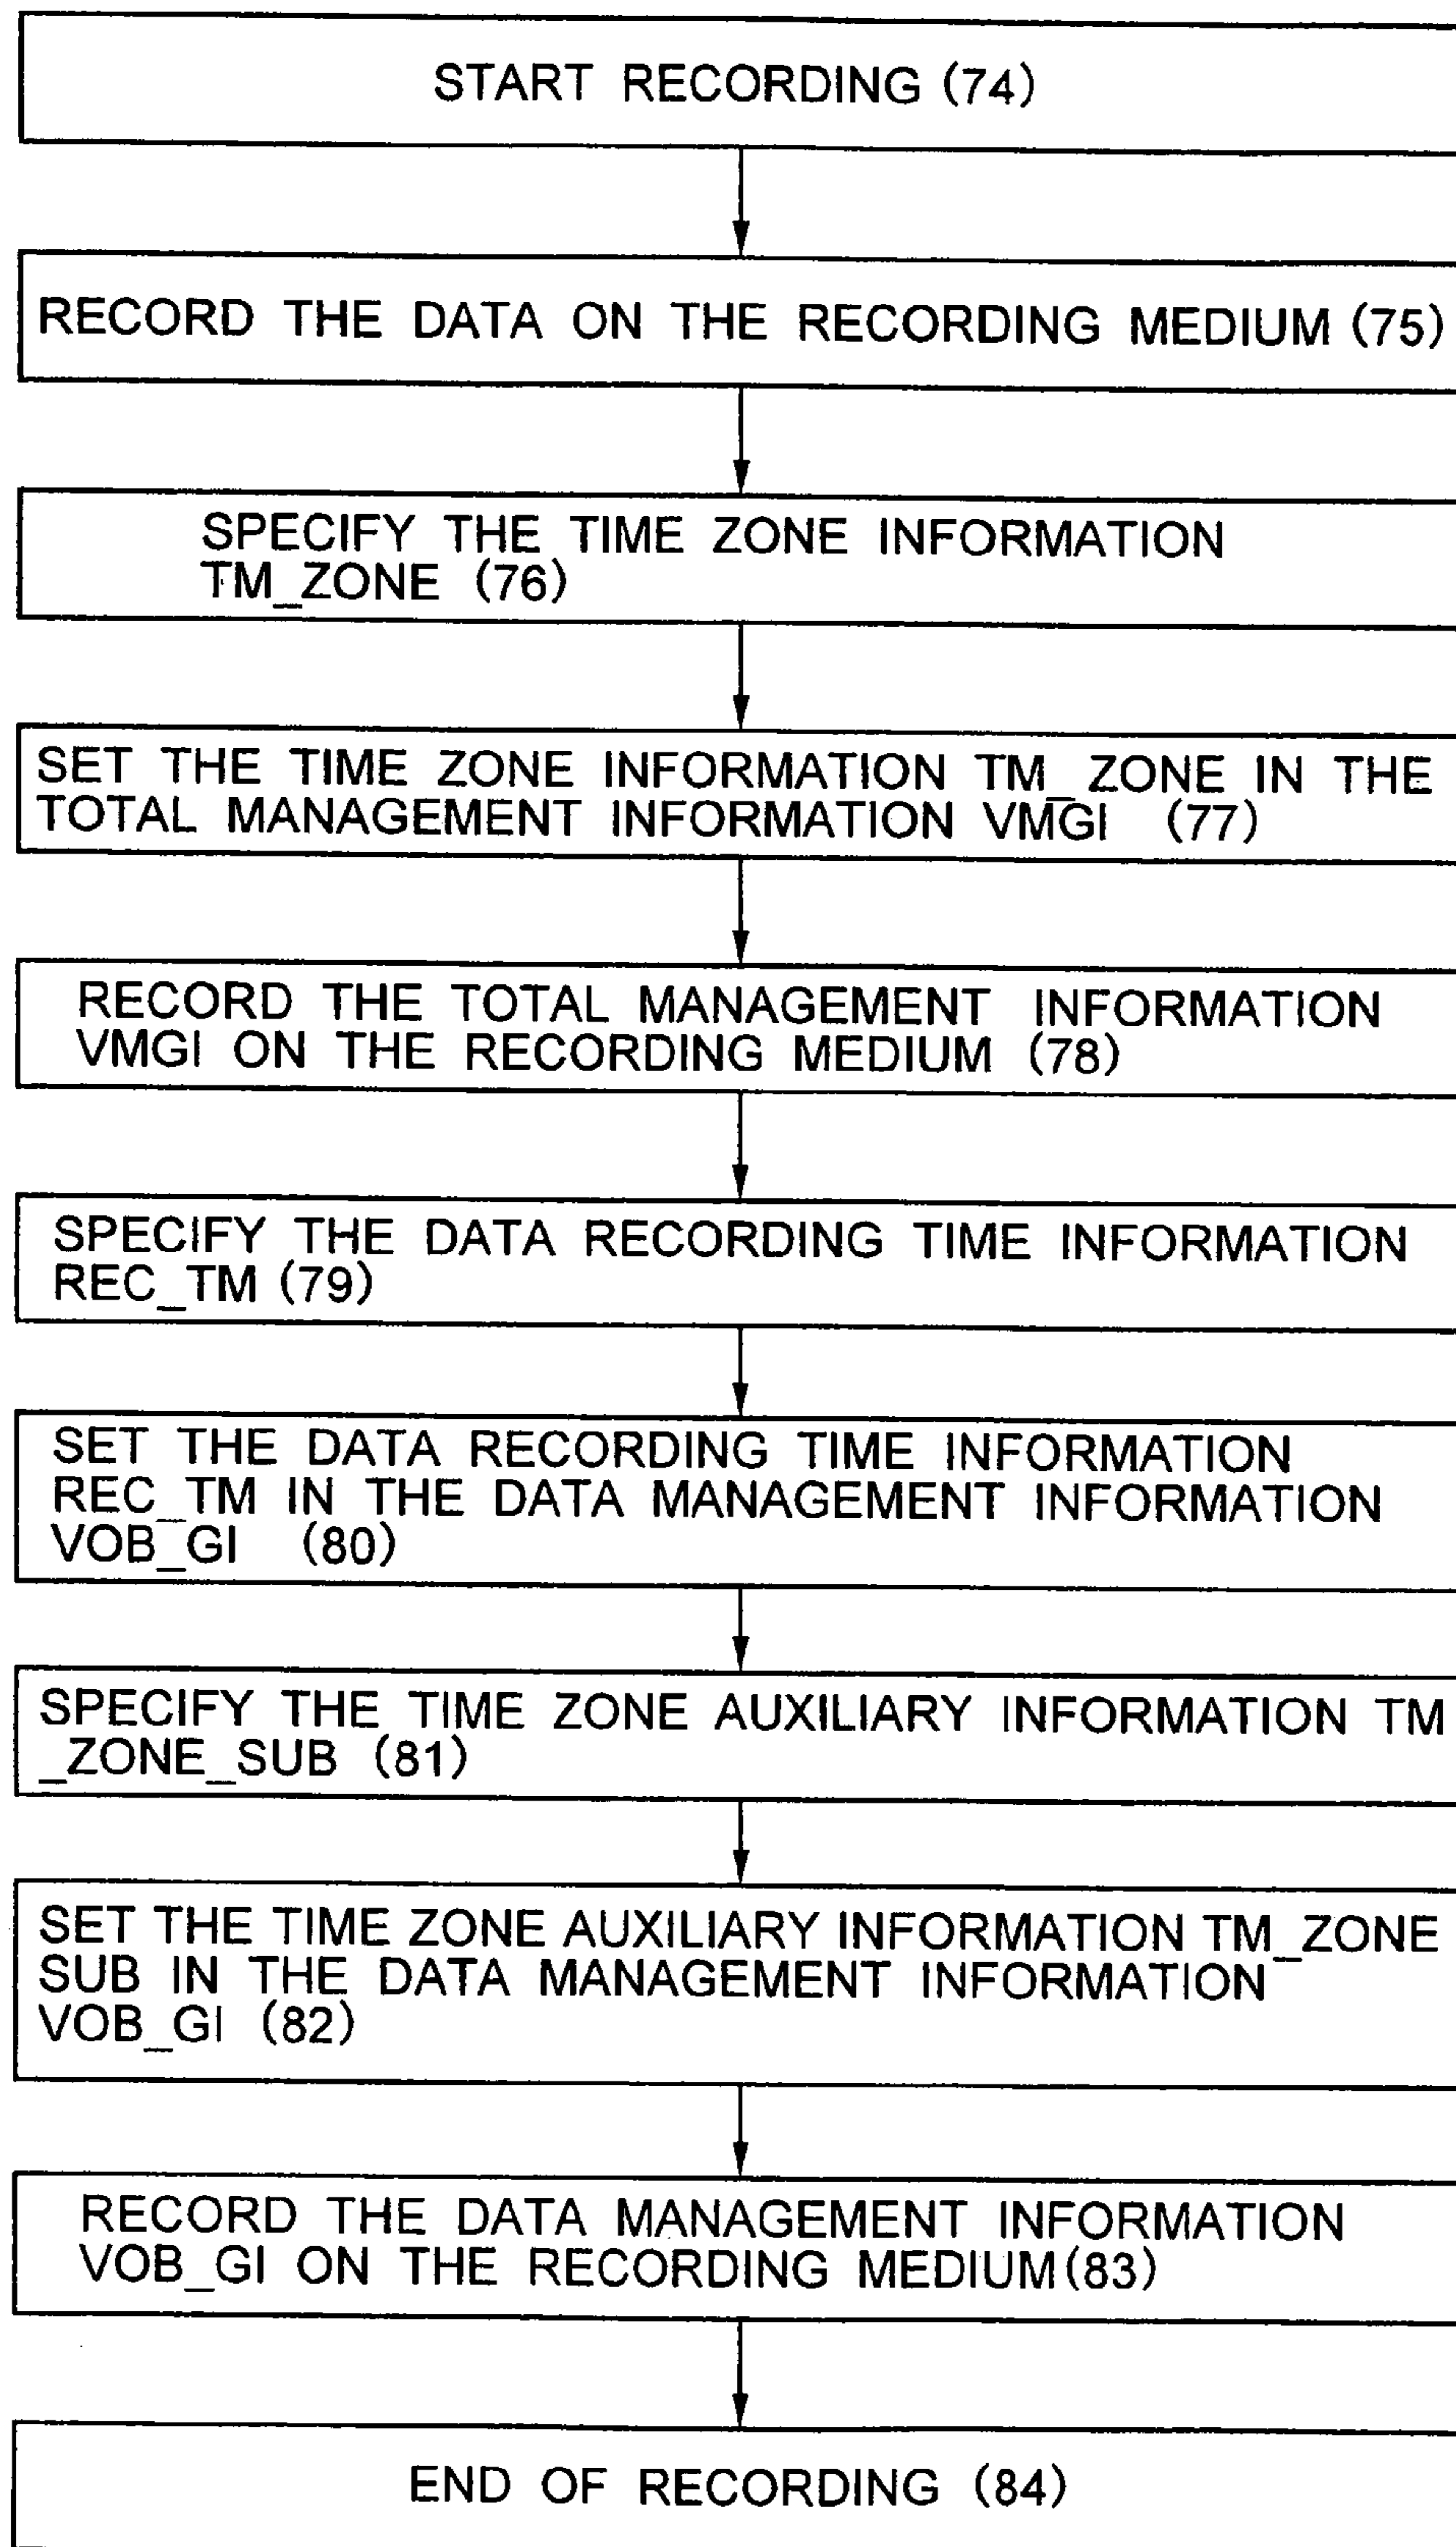 START RECORDING (74)
RECORD THE DATA ON THE RECORDING MEDIUM (75)
SPECIFY THE TIME ZONE INFORMATION
TM_ZONE (76)
SET THE TIME ZONE INFORMATION TM_ZONE IN THE
TOTAL MANAGEMENT INFORMATION VMGI (77)
RECORD THE TOTAL MANAGEMENT INFORMATION
VMGI ON THE RECORDING MEDIUM (78)
SPECIFY THE DATA RECORDING TIME INFORMATION
REC_TM (79)
SET THE DATA RECORDING TIME INFORMATION
REC_TM IN THE DATA MANAGEMENT INFORMATION
VOB_GI (80)
SPECIFY THE TIME ZONE AUXILIARY INFORMATION TM
_ZONE_SUB (81)
SET THE TIME ZONE AUXILIARY INFORMATION TM_ZONE
SUB IN THE DATA MANAGEMENT INFORMATION
VOB_GI (82)
RECORD THE DATA MANAGEMENT INFORMATION
VOB_GI ON THE RECORDING MEDIUM(83)
END OF RECORDING (84)